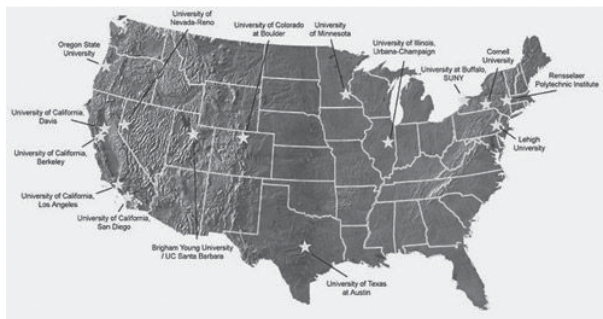 University of
Nevada-Reno
University of Colorado
at Boulder
University
of Minnesota
University of Illinois,
Urbana-Champaign
Cornell
University
Oregon State
University
University at Buffalo,
SUNY
Rensselaer
Polytechnic Institute
University of California,
Davis
University of California,
Berkeley
Lehigh
University
University of California,
Los Angeles
University of California,
San Diego
Brigham Young University
/ UC Santa Barbara
University of Texas
at Austin